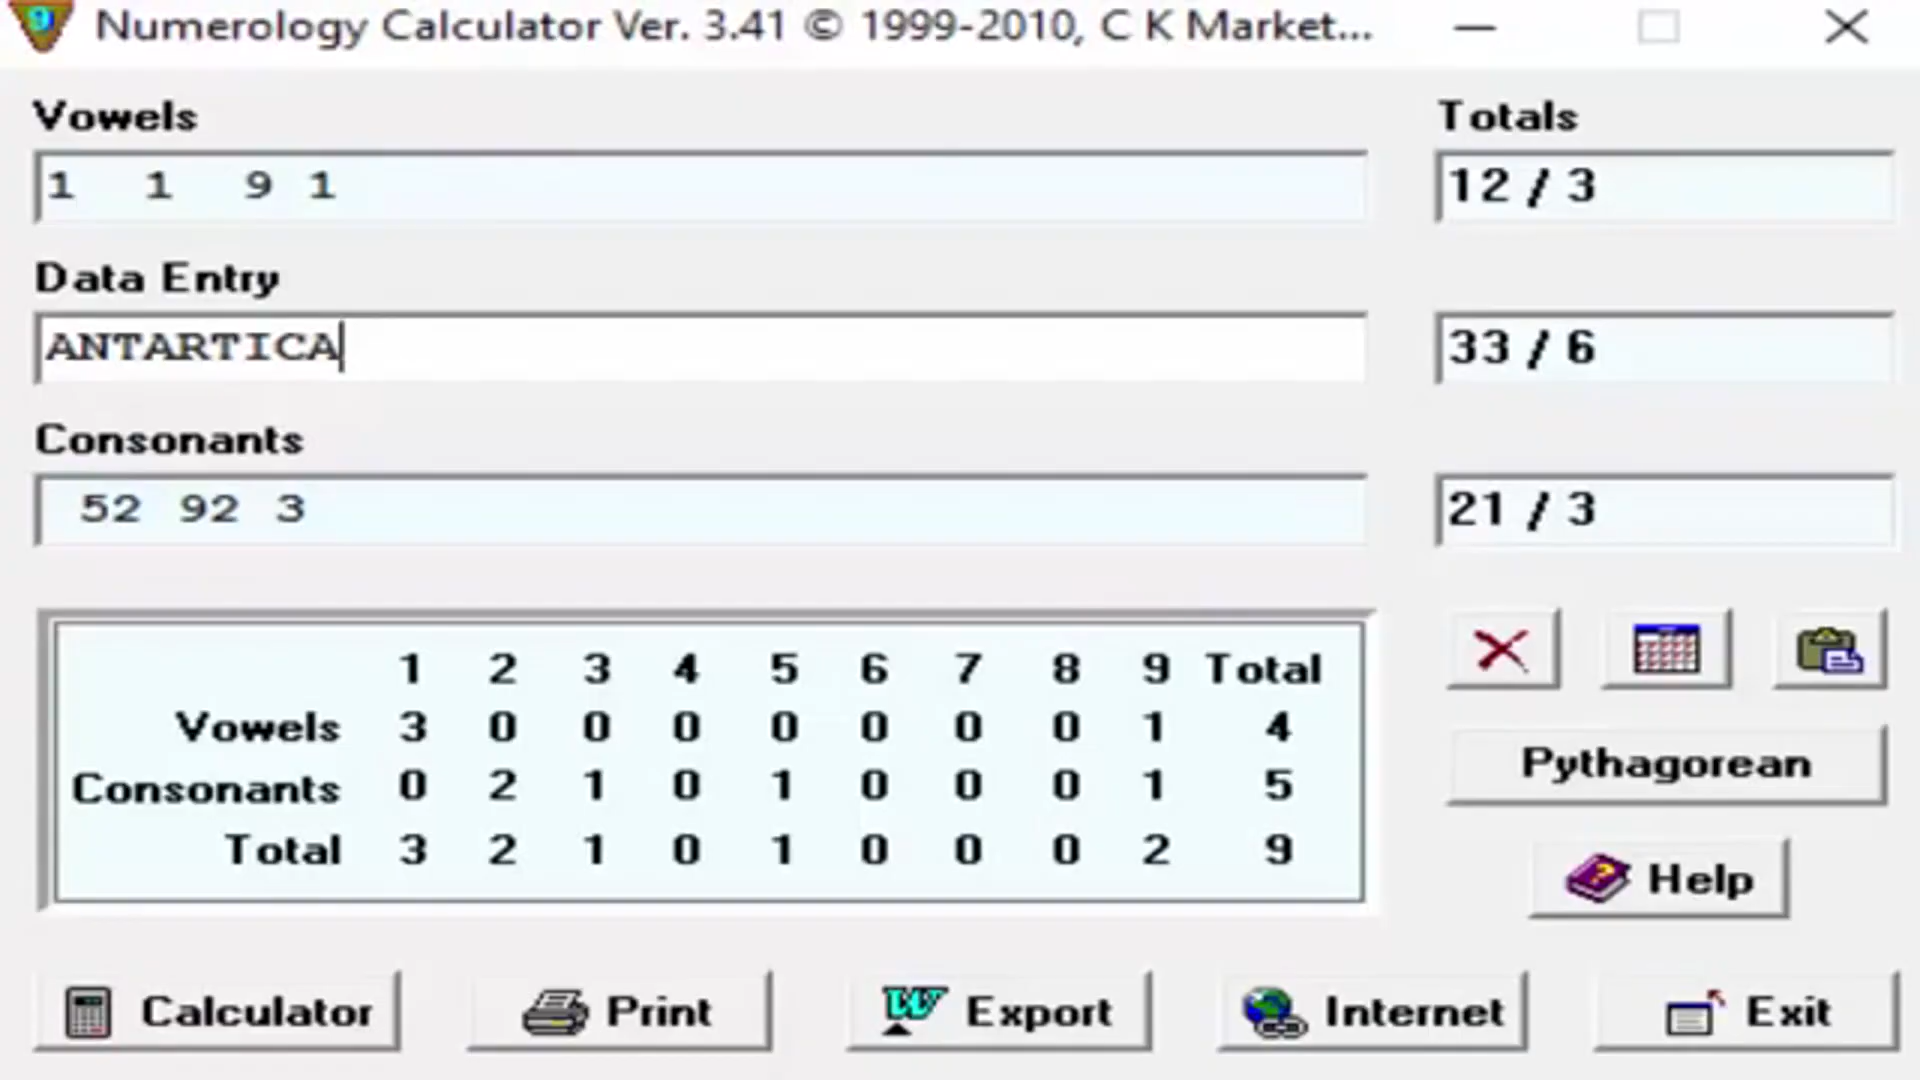 9 Numerology Calculator Ver. 3.41 © 1999-2010, C K Market...
Vowels Totals
1 1 9 1 12 / 3
Data Entry
ANTARTICA 33 / 6
Consonants
52 92 3 21 / 3
1 2 3 4 5 6 7 8 9 Total
Vowels 3 0 0 0 0 0 0 0 1 4
Consonants 0 2 1 0 1 0 0 0 1 5
Total 3 2 1 0 1 0 0 0 2 9
Pythagorean
? Help
Calculator Print W Export Internet Exit